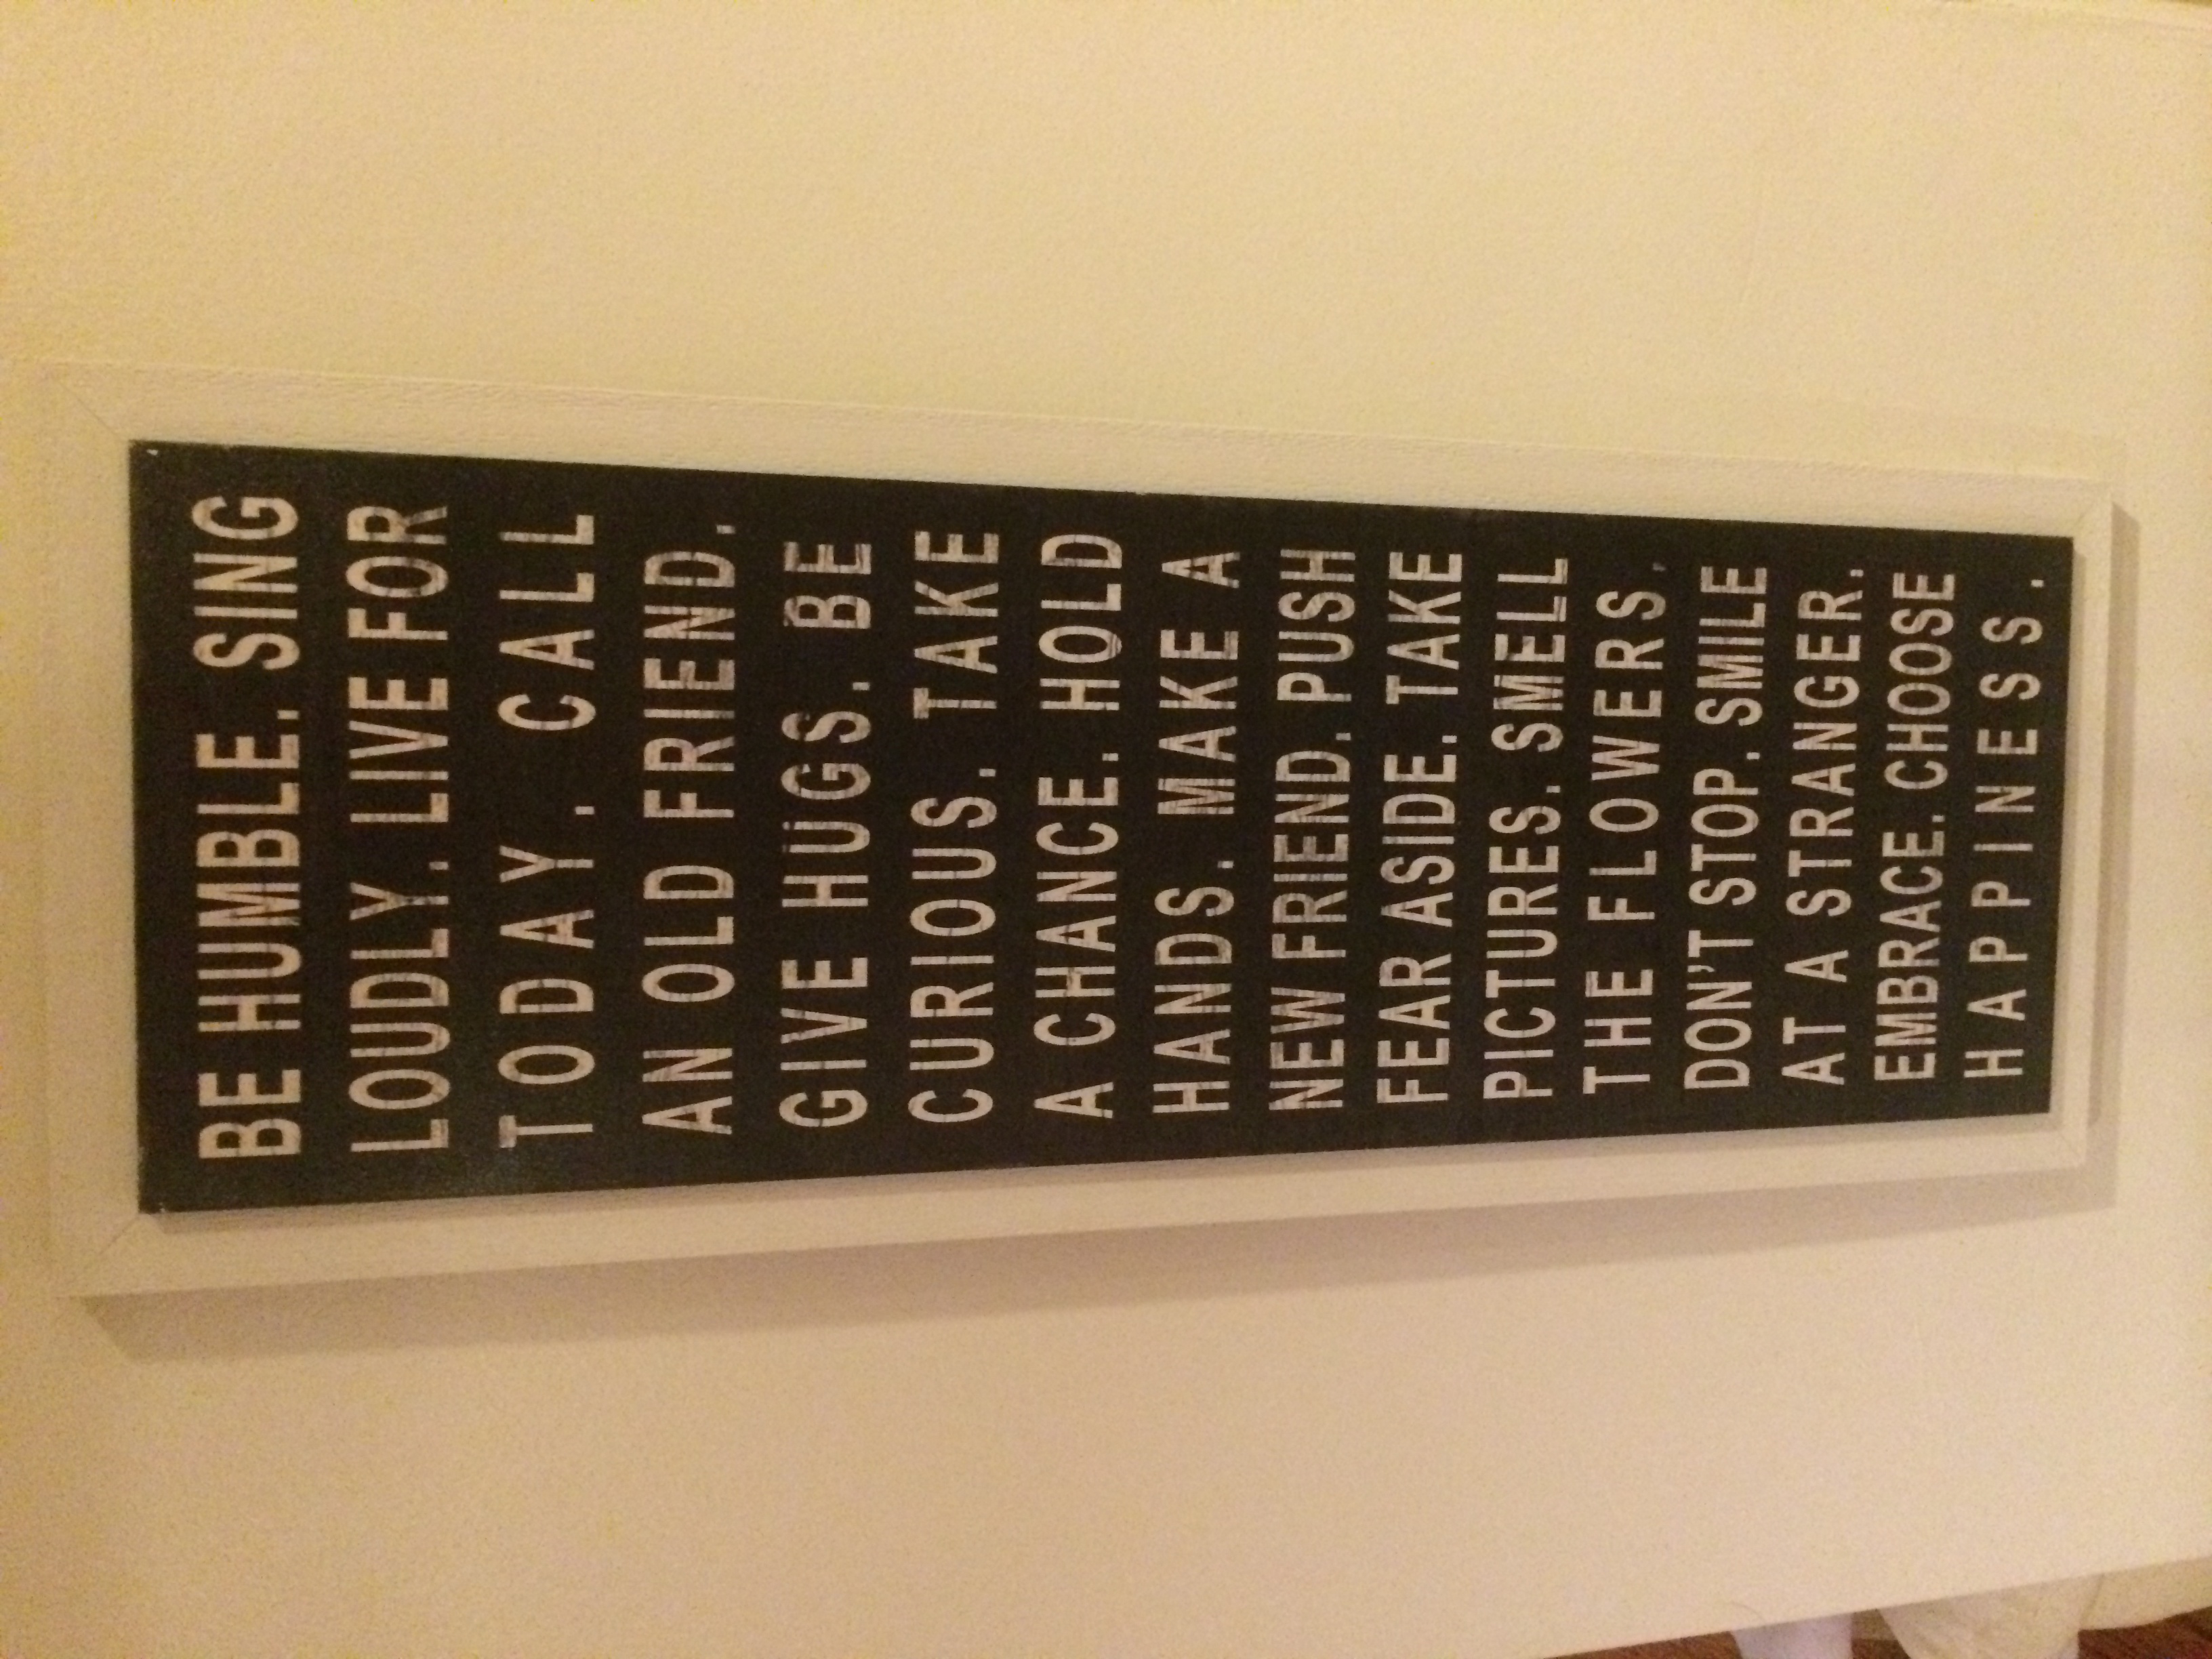 BE HUMBLE. SING
LOUDLY. LIVE FOR
TODAY. CALL
AN OLD FRIEND.
GIVE HUGS. BE
CURIOUS. TAKE
A CHANCE. HOLD
HANDS. MAKE A
NEW FRIEND. PUSH
FEAR ASIDE. TAKE
PICTURES. SMELL
THE FLOWERS.
DON'T STOP. SMILE
AT A STRANGER.
EMBRACE. CHOOSE
HAPPINESS.